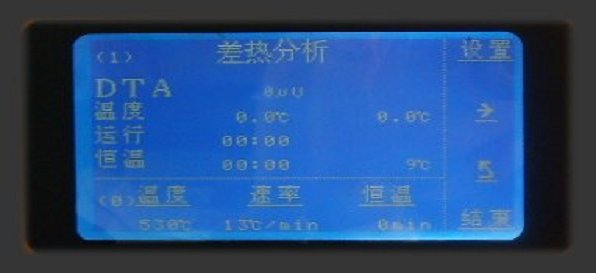 (1) 差热分析 设置
DTA 0uU
温度 0.0℃ 0.0℃ →
运行 00:00
恒温 00:00 9℃
(0) 温度 速率 恒温
530℃ 13℃/min 0min 结束